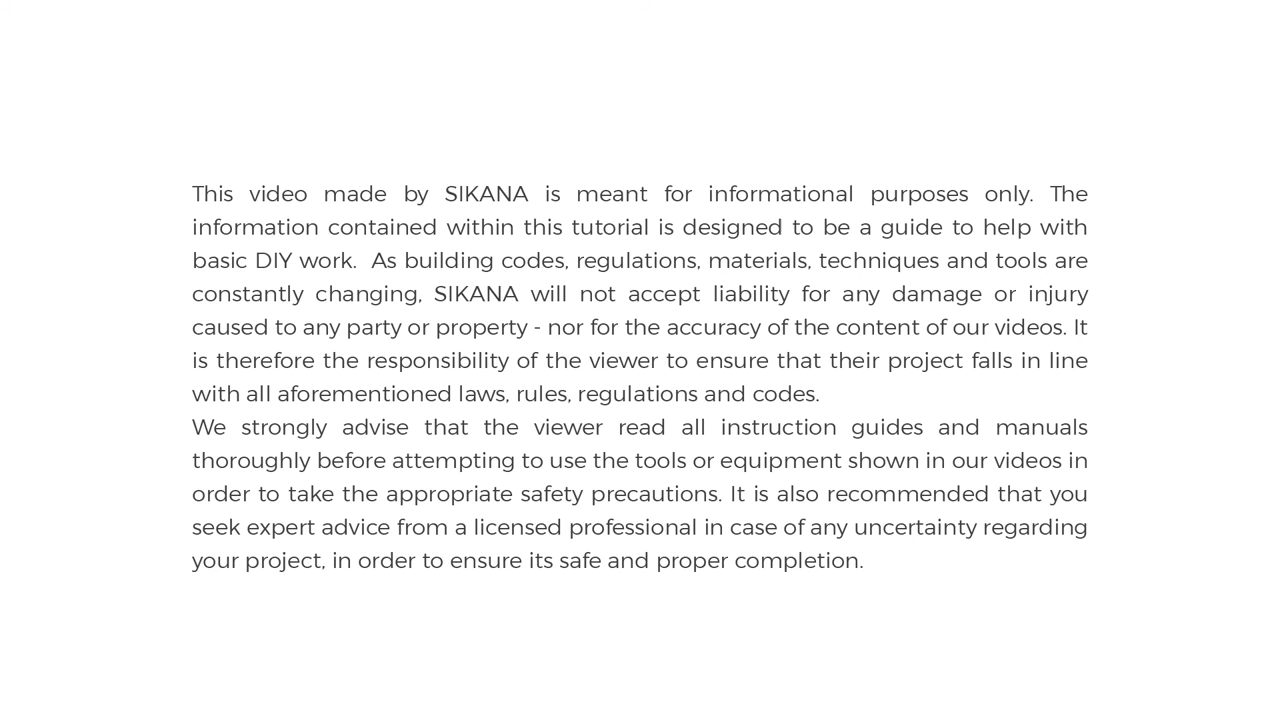 This video made by SIKANA is meant for informational purposes only. The
information contained within this tutorial is designed to be a guide to help with
basic DIY work.  As building codes, regulations, materials, techniques and tools are
constantly changing, SIKANA will not accept liability for any damage or injury
caused to any party or property - nor for the accuracy of the content of our videos. It
is therefore the responsibility of the viewer to ensure that their project falls in line
with all aforementioned laws, rules, regulations and codes.
We strongly advise that the viewer read all instruction guides and manuals
thoroughly before attempting to use the tools or equipment shown in our videos in
order to take the appropriate safety precautions. It is also recommended that you
seek expert advice from a licensed professional in case of any uncertainty regarding
your project, in order to ensure its safe and proper completion.